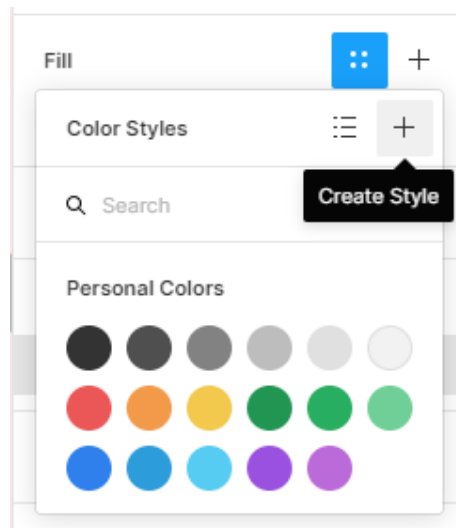 Fill
Color Styles
Search
Create Style
Personal Colors